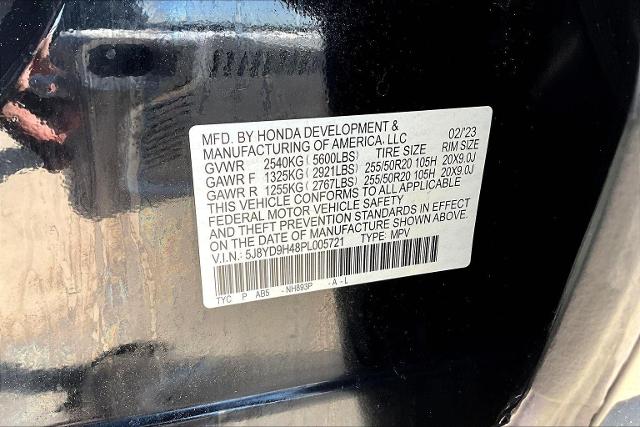 MFD. BY HONDA DEVELOPMENT & 02/'23
MANUFACTURING OF AMERICA, LLC
GVWR 2540KG (5600LBS) TIRE SIZE RIM SIZE
GAWR F 1325KG (2921LBS) 255/50R20 105H 20X9.0J
GAWR R 1255KG (2767LBS) 255/50R20 105H 20X9.0J
THIS VEHICLE CONFORMS TO ALL APPLICABLE
FEDERAL MOTOR VEHICLE SAFETY
AND THEFT PREVENTION STANDARDS IN EFFECT
ON THE DATE OF MANUFACTURE SHOWN ABOVE.
V.I.N.: 5J8YD9H48PL005721 TYPE: MPV
TYC P AB5 -NH893P -A-L